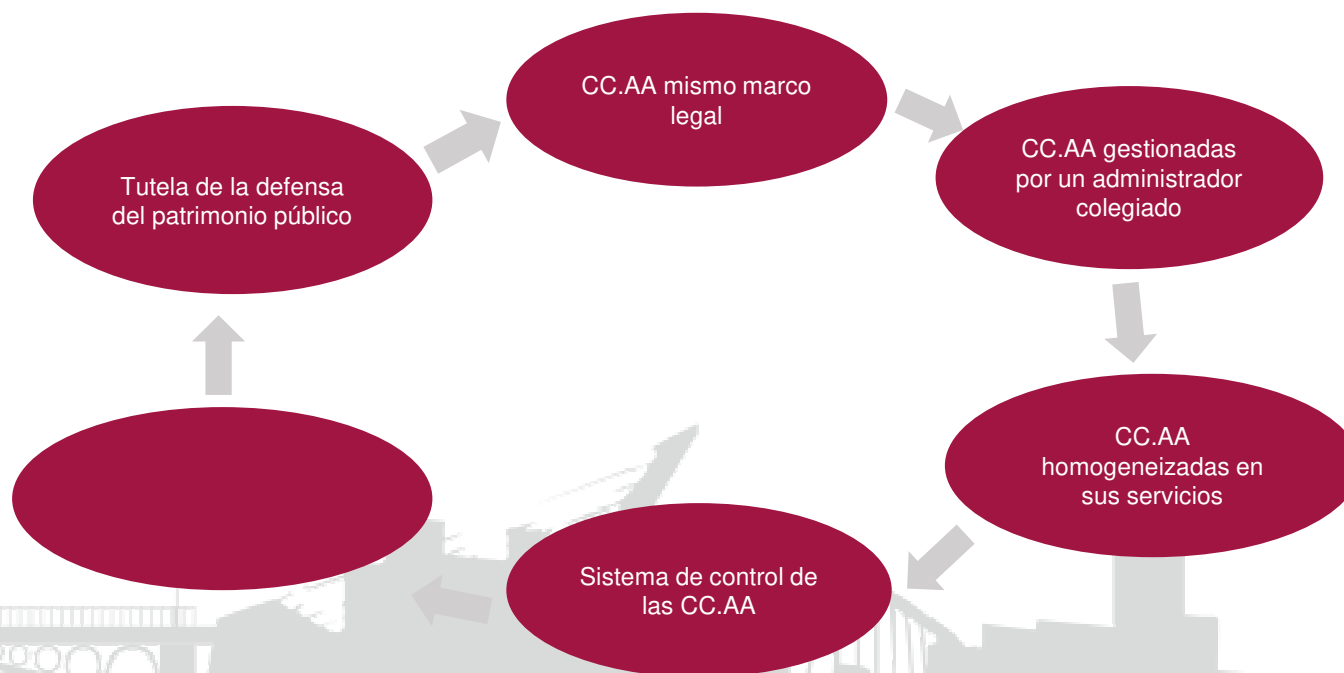 CC.AA mismo marco
legal
CC.AA gestionadas
por un administrador
colegiado
CC.AA
homogeneizadas en
sus servicios
Sistema de control de
las CC.AA
Tutela de la defensa
del patrimonio público